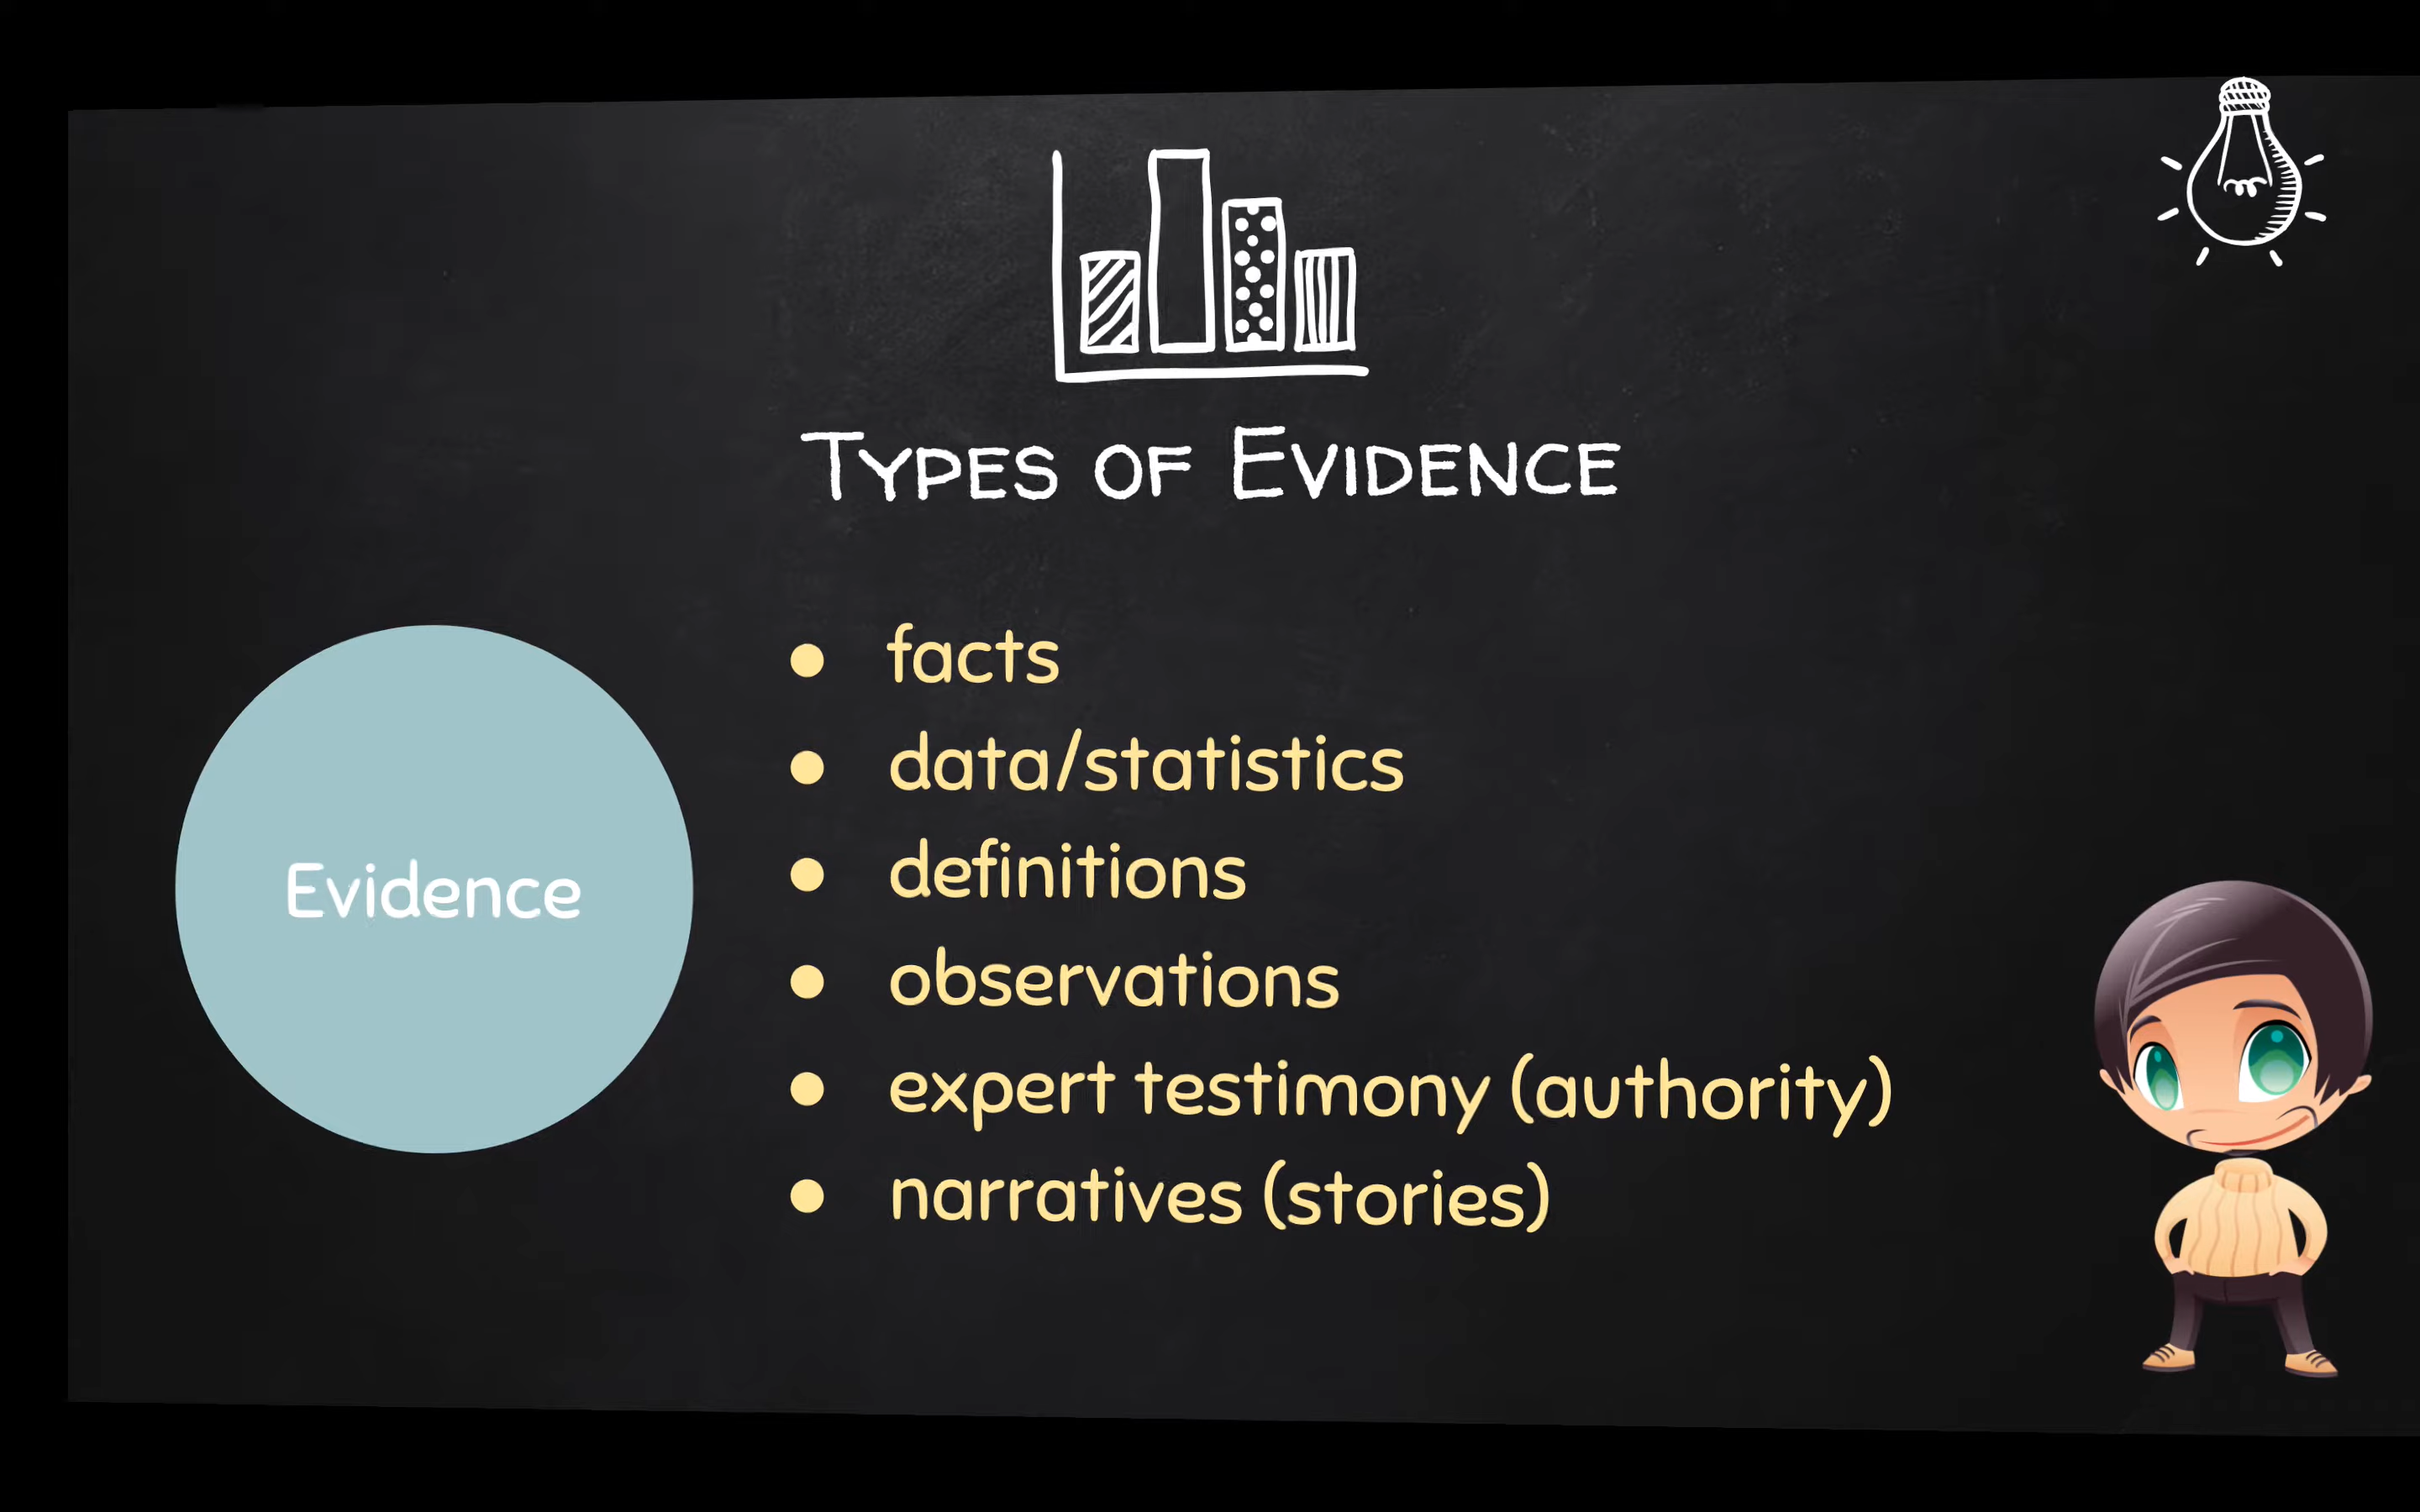 Types of Evidence
Evidence
facts
data/statistics
definitions
observations
expert testimony (authority)
narratives (stories)